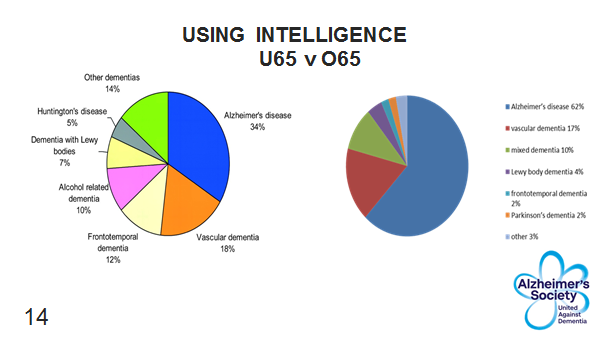 USING INTELLIGENCE
U65 v O65
Other dementias
14%
Huntington's disease
5%
Dementia with Lewy
bodies
7%
Alcohol related
dementia
10%
Frontotemporal
dementia
12%
Vascular dementia
18%
Alzheimer's disease
34%
Alzheimer's disease 62%
vascular dementia 17%
mixed dementia 10%
Lewy body dementia 4%
frontotemporal dementia
2%
Parkinson's dementia 2%
other 3%
Alzheimer's
Society
United
Against
Dementia
14